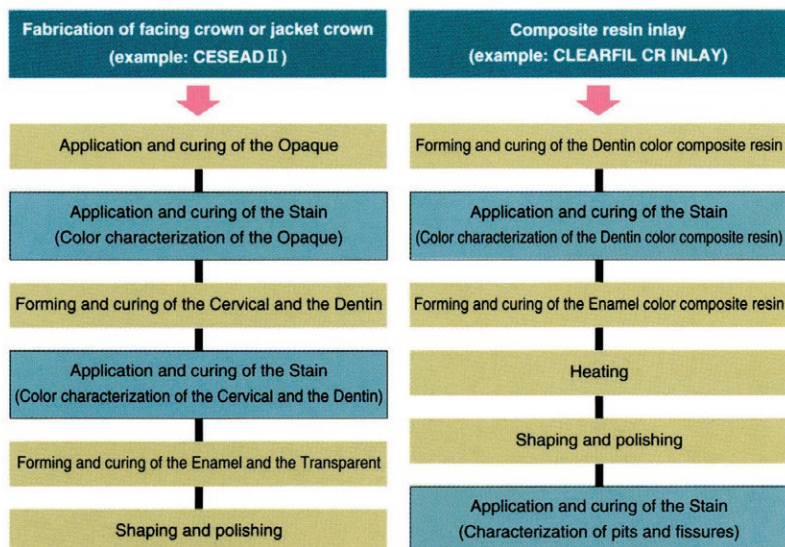 Fabrication of facing crown or jacket crown
(example: CESEAD II)
Application and curing of the Opaque
Application and curing of the Stain
(Color characterization of the Opaque)
Forming and curing of the Cervical and the Dentin
Application and curing of the Stain
(Color characterization of the Cervical and the Dentin)
Forming and curing of the Enamel and the Transparent
Shaping and polishing
Composite resin inlay
(example: CLEARFIL CR INLAY)
Forming and curing of the Dentin color composite resin
Application and curing of the Stain
(Color characterization of the Dentin color composite resin)
Forming and curing of the Enamel color composite resin
Heating
Shaping and polishing
Application and curing of the Stain
(Characterization of pits and fissures)